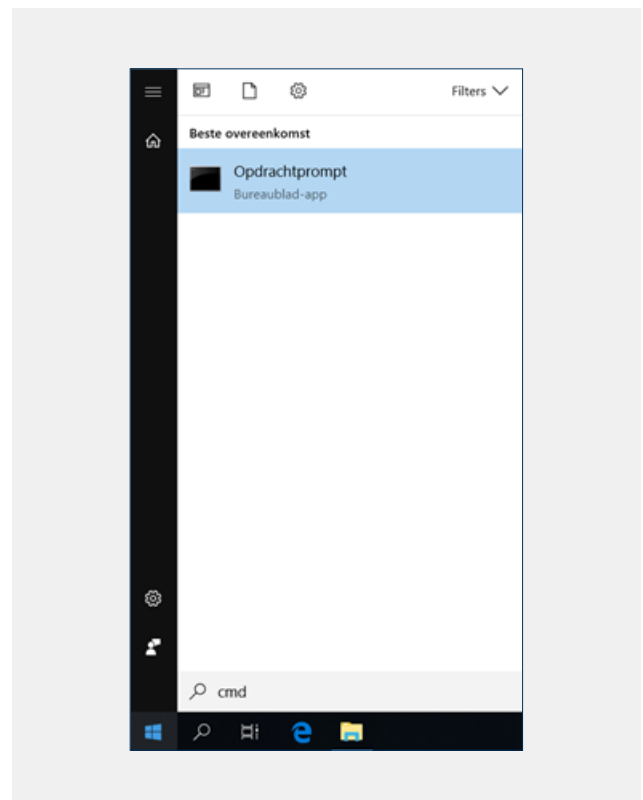 Filters
Beste overeenkomst
Opdrachtprompt
Bureaublad-app
cmd